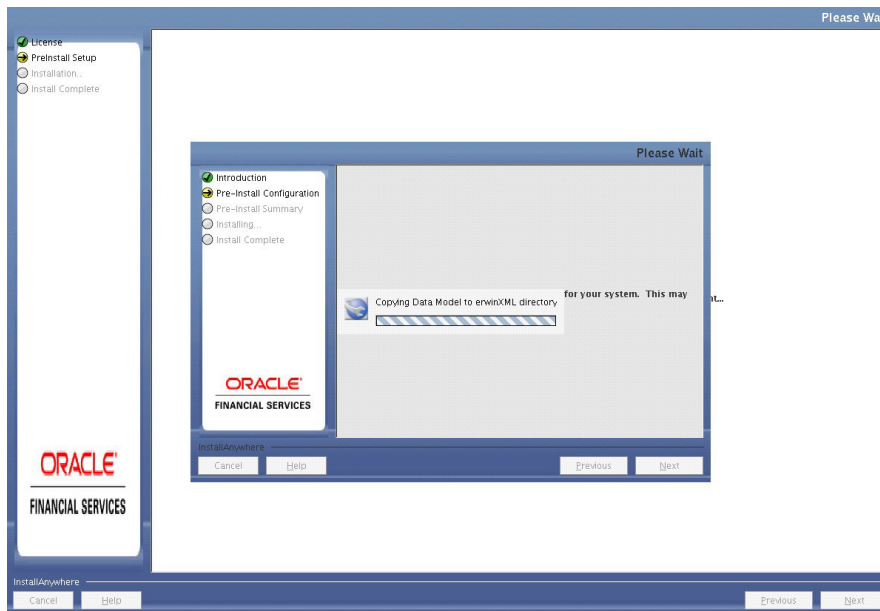 Please Wa
License
PreInstall Setup
Installation..
Install Complete
Please Wait
Introduction
Pre-Install Configuration
Pre-Install Summary
Installing...
Install Complete
for your system. This may
nt...
Copying Data Model to erwinXML directory
ORACLE'
FINANCIAL SERVICES
InstallAnywhere
Cancel
Help
Previous
Next
ORACLE'
FINANCIAL SERVICES
InstallAnywhere
Cancel
Help
Previous
Next